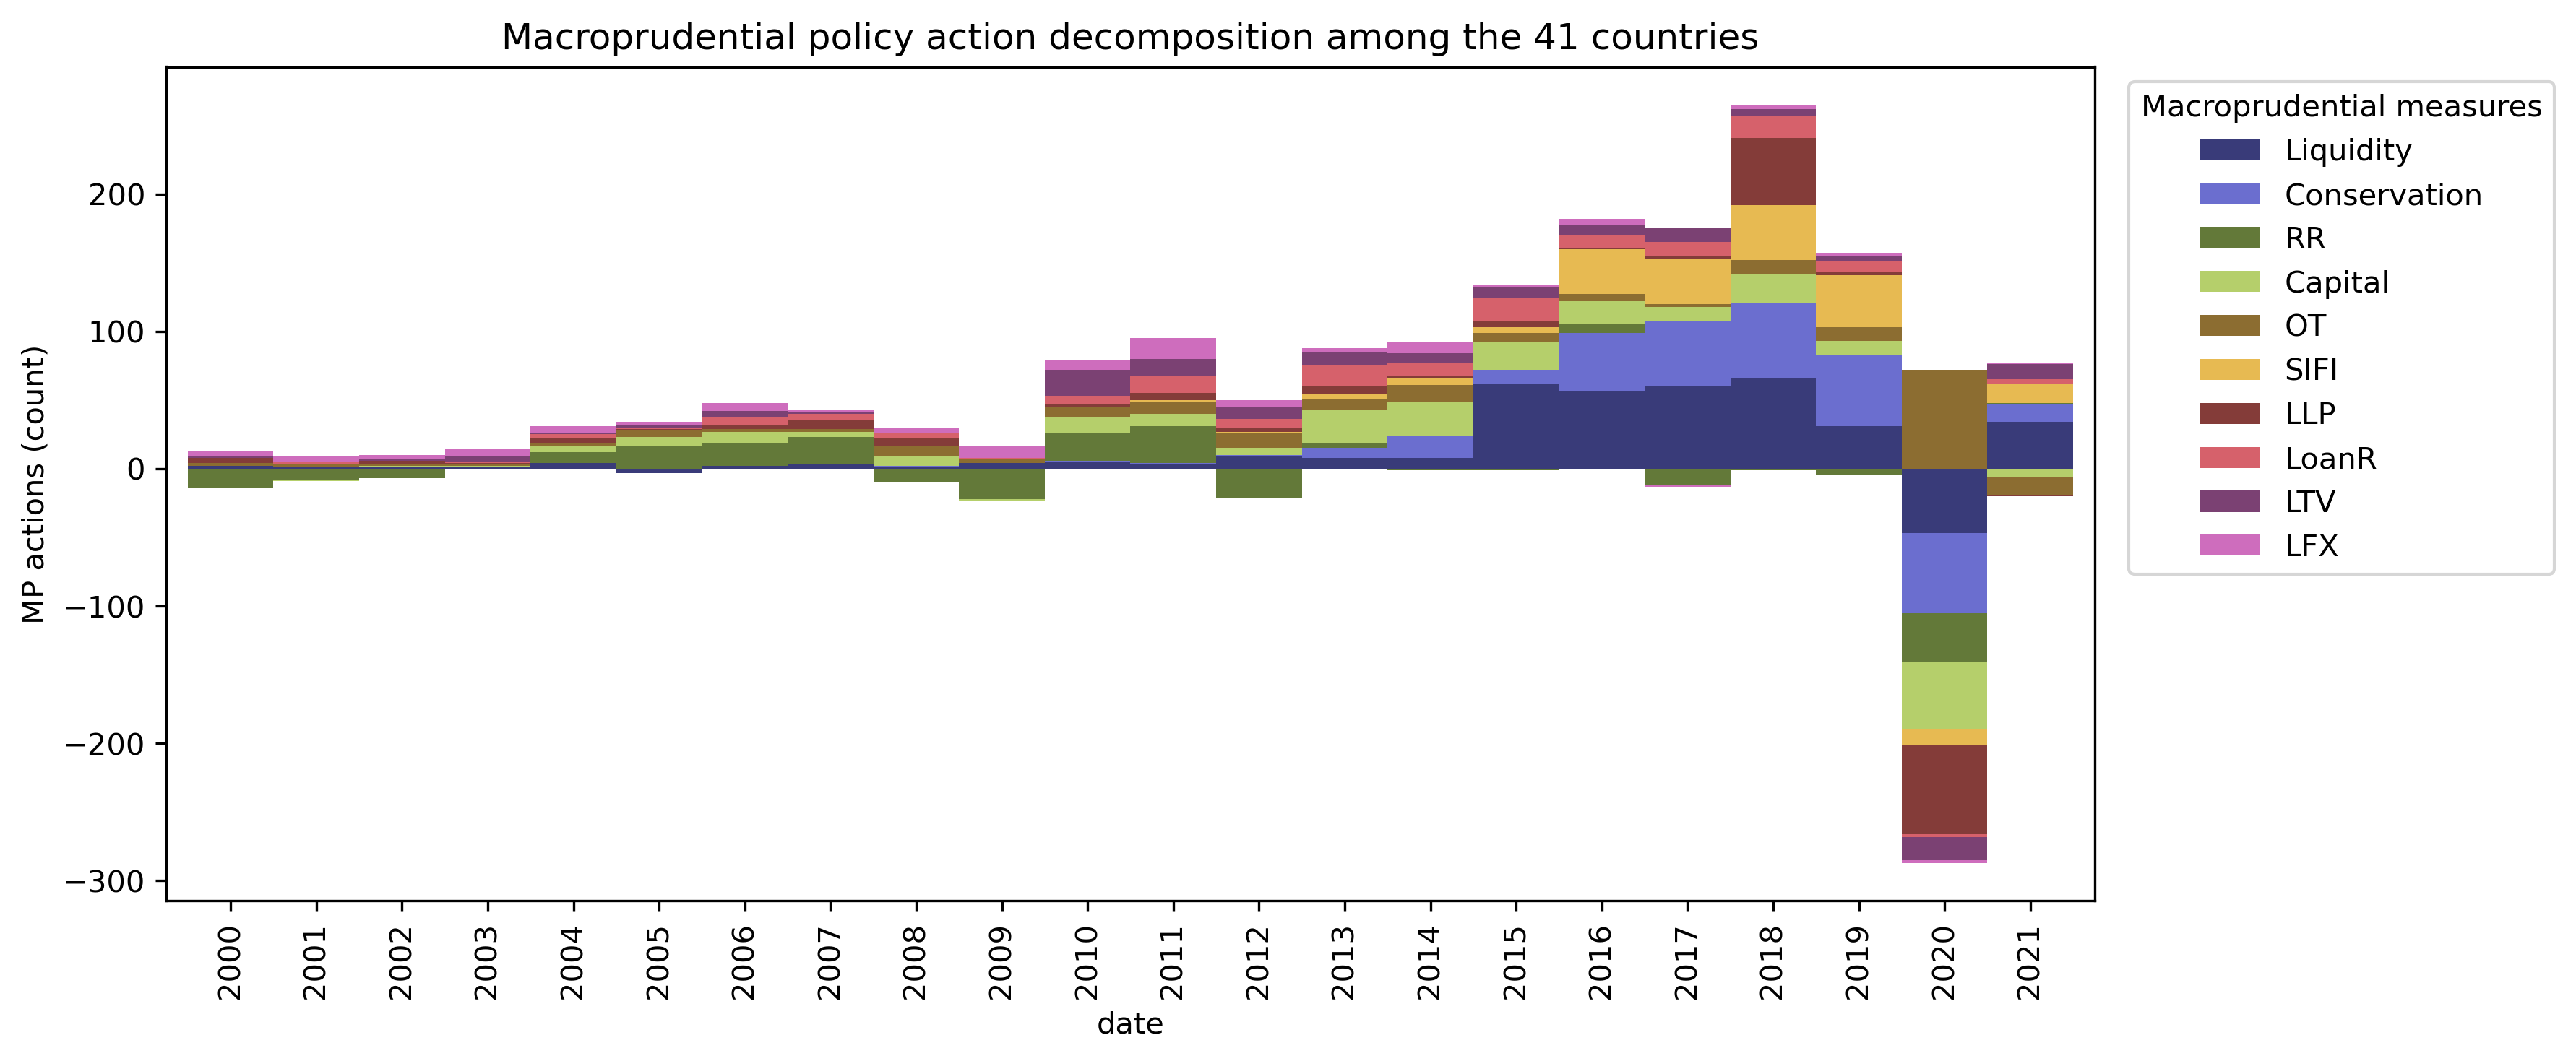 Macroprudential policy action decomposition among the 41 countries
MP actions (count)
200
100
0
−100
−200
−300
2000
2001
2002
2003
2004
2005
2006
2007
2008
2009
2010
2011
2012
2013
2014
2015
2016
2017
2018
2019
2020
2021
date
Macroprudential measures
Liquidity
Conservation
RR
Capital
OT
SIFI
LLP
LoanR
LTV
LFX